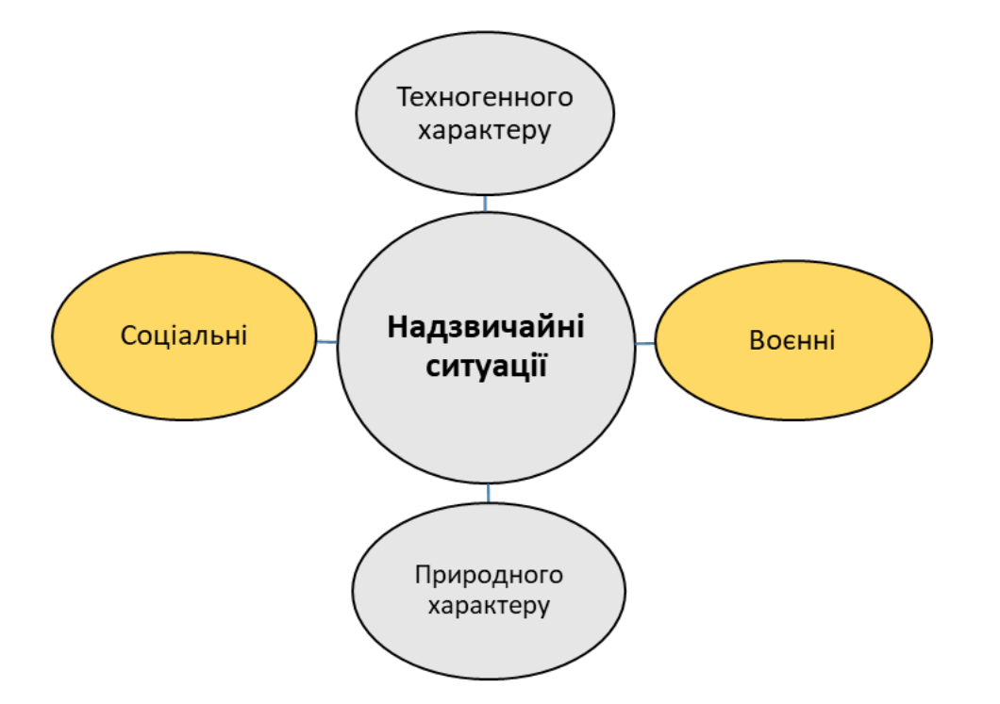 Техногенного
характеру
Соціальні
Надзвичайні
ситуації
Воєнні
Природного
характеру